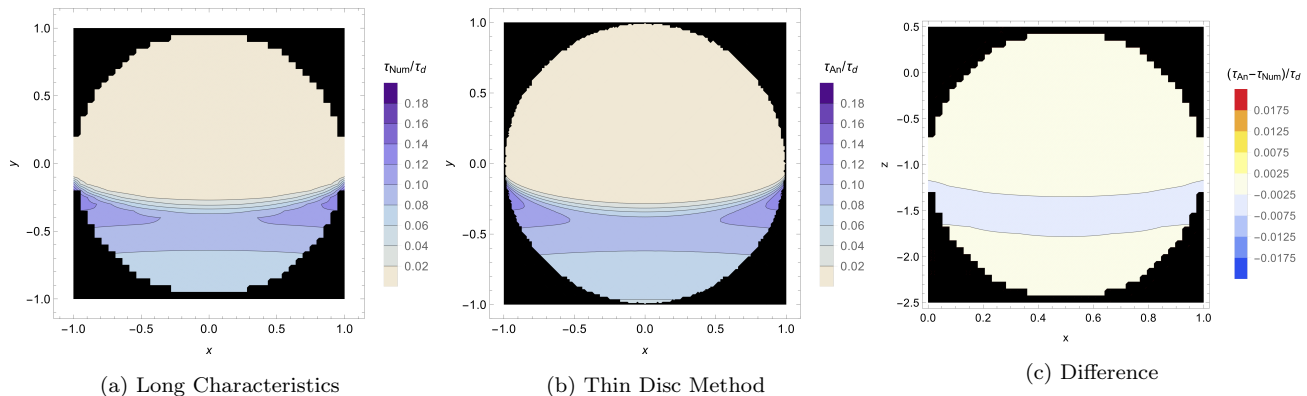 τNum/τd
1.0
0.5
0.0
−0.5
−1.0
y
−1.0 −0.5 0.0 0.5 1.0
x
0.18
0.16
0.14
0.12
0.10
0.08
0.06
0.04
0.02
(a) Long Characteristics
τAn/τd
1.0
0.5
0.0
−0.5
−1.0
y
−1.0 −0.5 0.0 0.5 1.0
x
0.18
0.16
0.14
0.12
0.10
0.08
0.06
0.04
0.02
(b) Thin Disc Method
(τAn−τNum)/τd
0.5
0.0
−0.5
−1.0
−1.5
−2.0
−2.5
z
0.0 0.2 0.4 0.6 0.8 1.0
x
0.0175
0.0125
0.0075
0.0025
−0.0025
−0.0075
−0.0125
−0.0175
(c) Difference